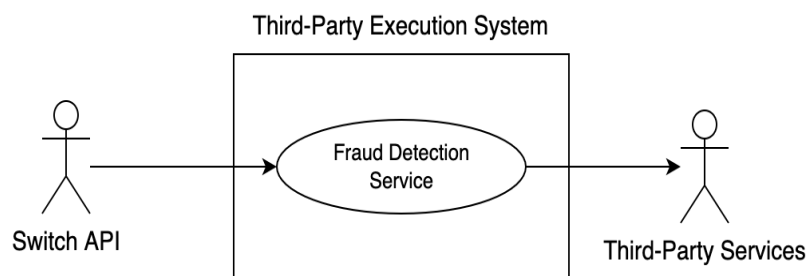 Third-Party Execution System
Fraud Detection
Service
Switch API
Third-Party Services